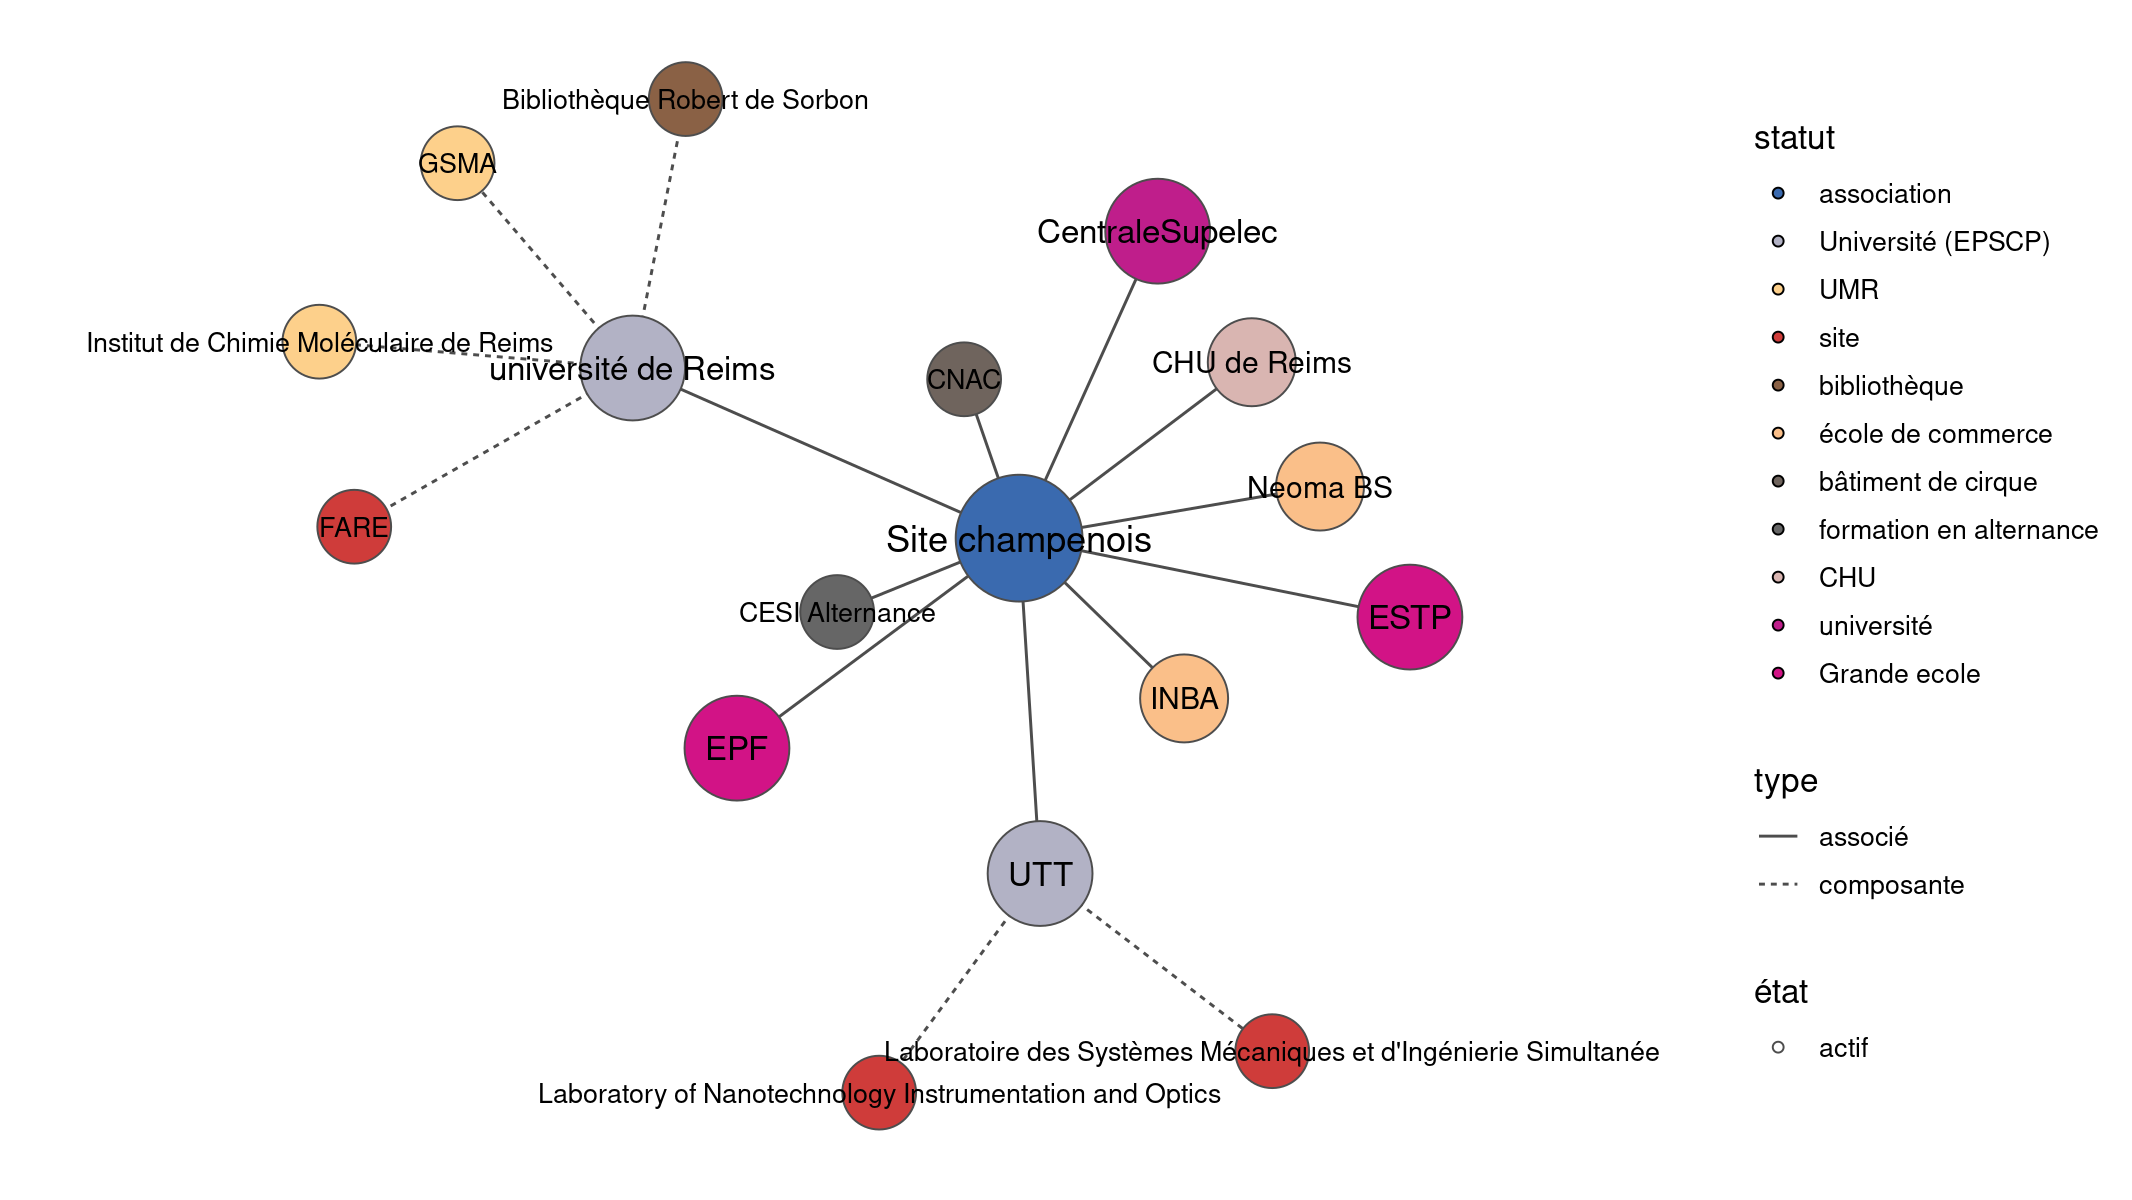 Bibliothèque Robert de Sorbon
GSMA
CentraleSupelec
Institut de Chimie Moléculaire de Reims
université de Reims
CNAC
CHU de Reims
Neoma BS
FARE
Site champenois
CESI Alternance
ESTP
INBA
EPF
UTT
Laboratoire des Systèmes Mécaniques et d'Ingénierie Simultanée
Laboratory of Nanotechnology Instrumentation and Optics
statut
association
Université (EPSCP)
UMR
site
bibliothèque
école de commerce
bâtiment de cirque
formation en alternance
CHU
université
Grande ecole
type
associé
composante
état
actif